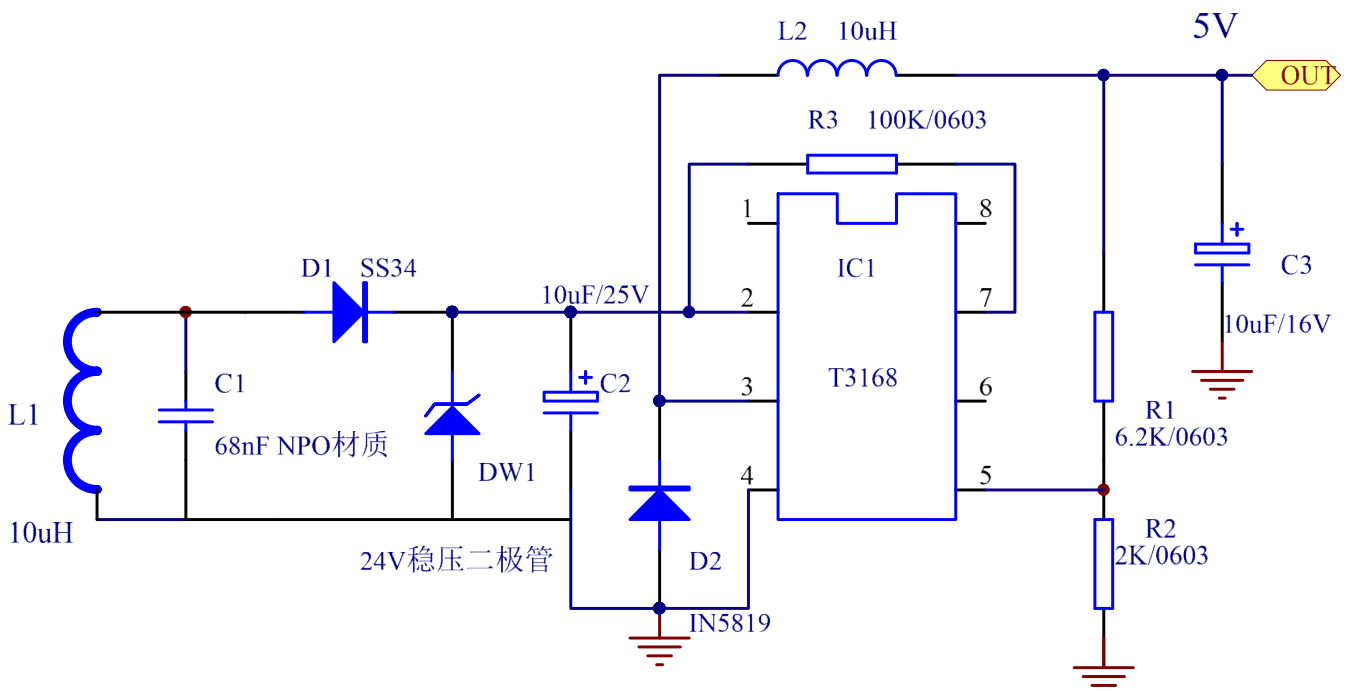 L2 10uH
5V
OUT
R3 100K/0603
1
8
D1 SS34
IC1
C3
10uF/25V
2
7
10uF/16V
C1
C2
3
T3168
6
L1
R1
6.2K/0603
68nF NPO材质
DW1
4
5
10uH
R2
24V稳压二极管
D2
2K/0603
IN5819